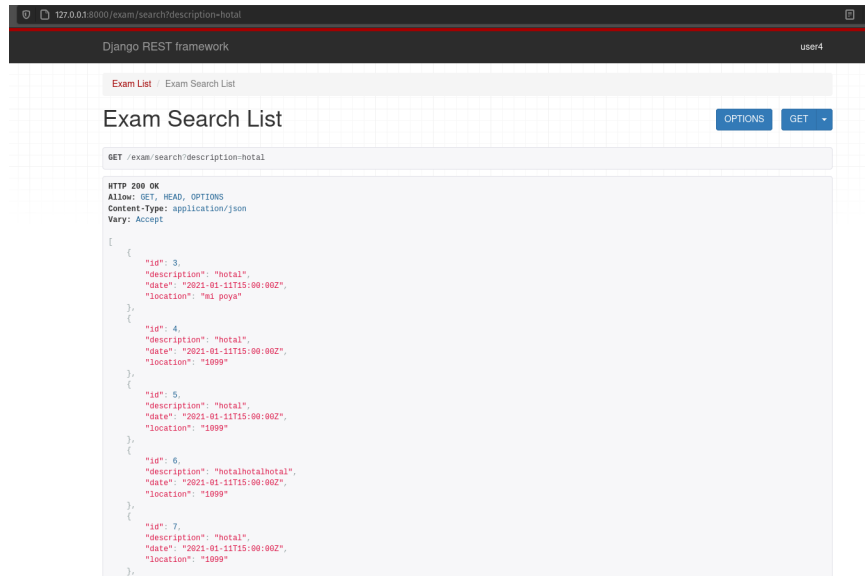 127.0.0.1:8000/exam/search?description=hotal
Django REST framework
user4
Exam List / Exam Search List
Exam Search List
OPTIONS
GET
GET /exam/search?description=hotal
HTTP 200 OK
Allow: GET, HEAD, OPTIONS
Content-Type: application/json
Vary: Accept
[
{
"id": 3,
"description": "hotal",
"date": "2021-01-11T15:00:00Z",
"location": "mi poya"
},
{
"id": 4,
"description": "hotal",
"date": "2021-01-11T15:00:00Z",
"location": "1099"
},
{
"id": 5,
"description": "hotal",
"date": "2021-01-11T15:00:00Z",
"location": "1099"
},
{
"id": 6,
"description": "hotalhotalhotal",
"date": "2021-01-11T15:00:00Z",
"location": "1099"
},
{
"id": 7,
"description": "hotal",
"date": "2021-01-11T15:00:00Z",
"location": "1099"
},